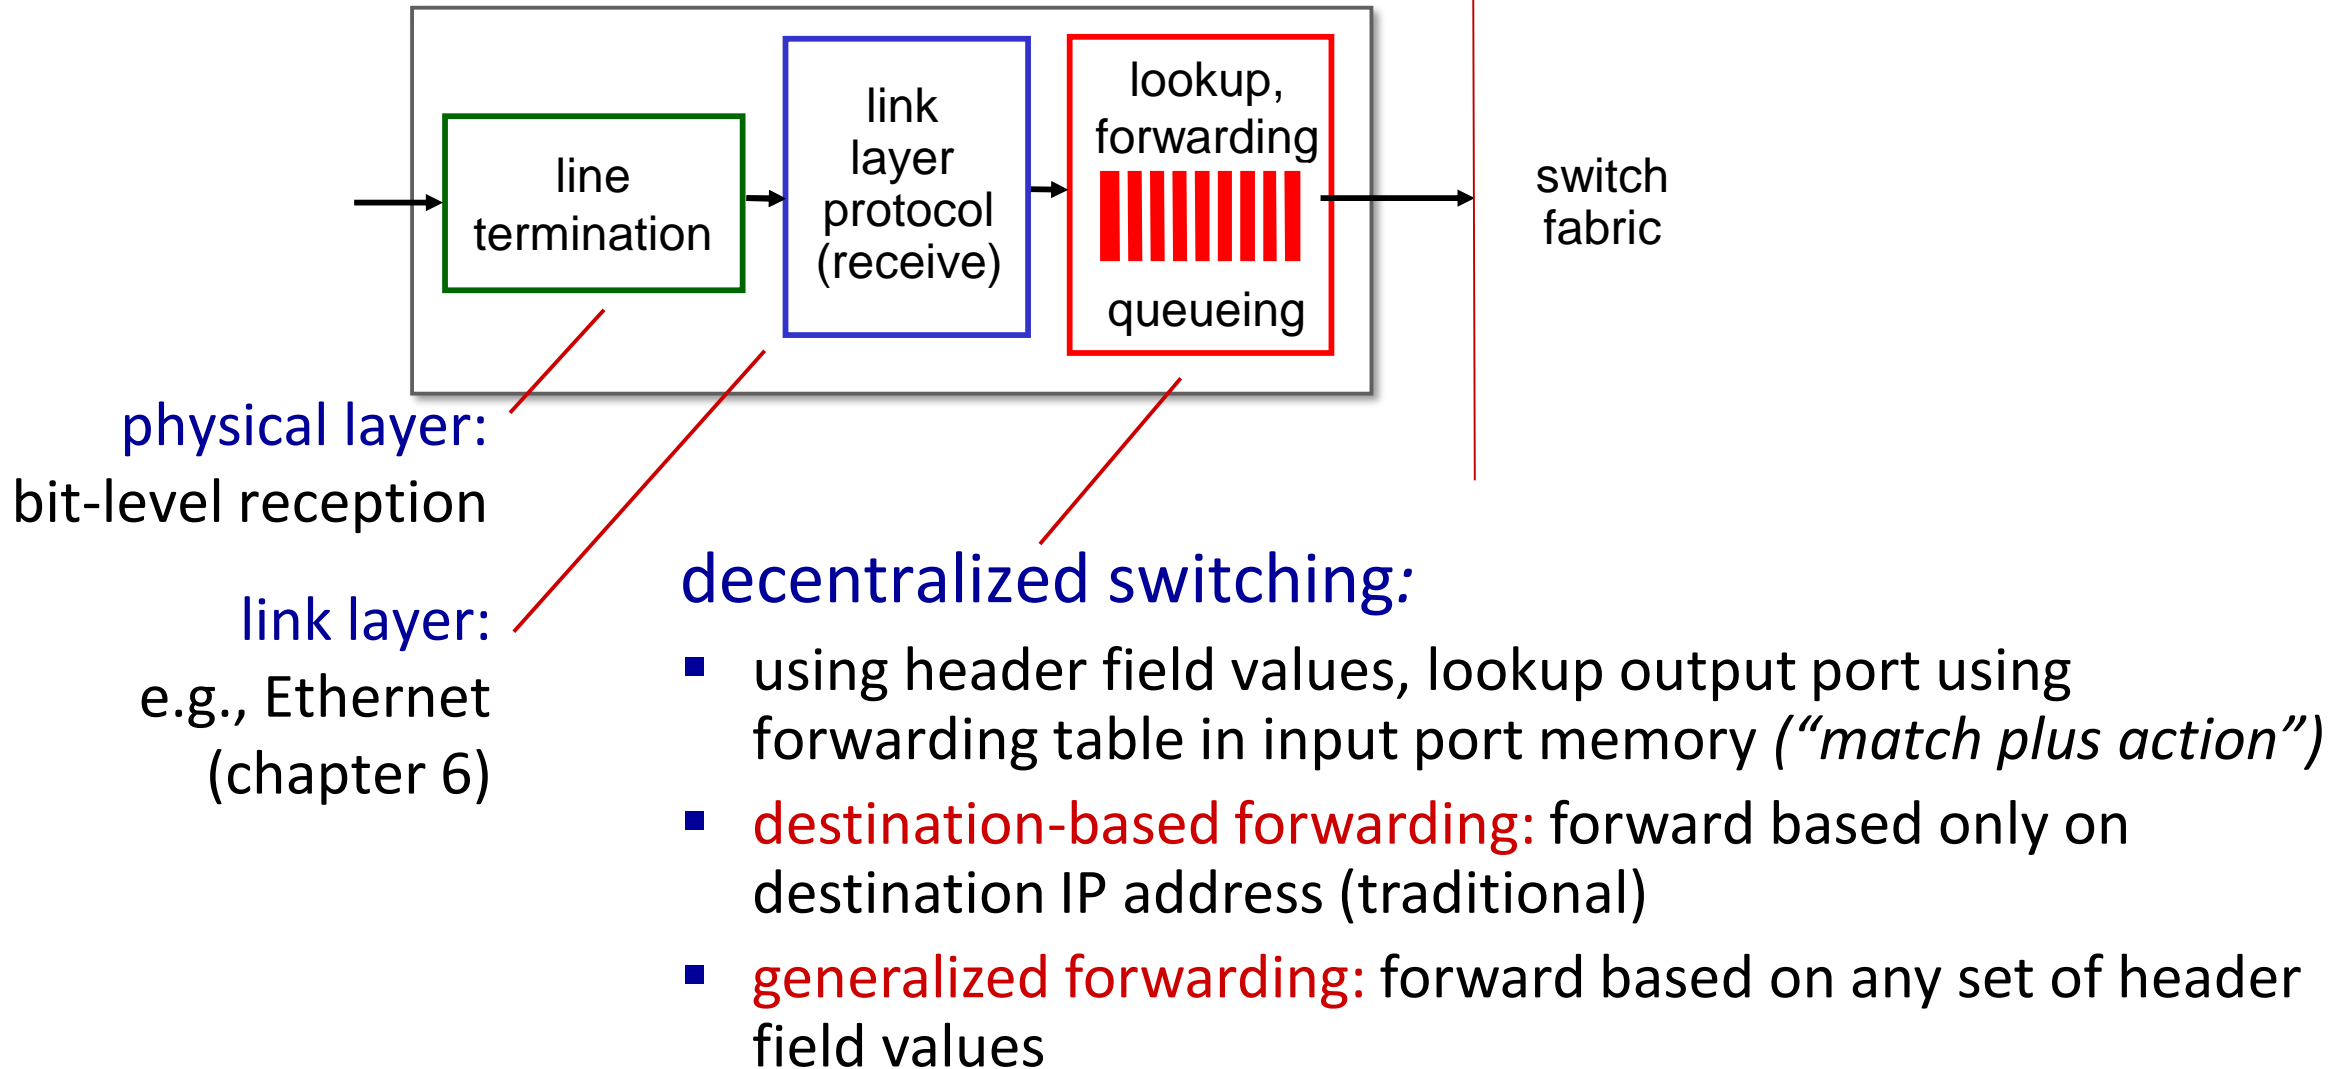 line
termination
link
layer
protocol
(receive)
lookup,
forwarding
queueing
switch
fabric
physical layer:
bit-level reception
link layer:
e.g., Ethernet
(chapter 6)
decentralized switching:
▪ using header field values, lookup output port using
forwarding table in input port memory (“match plus action”)
▪ destination-based forwarding: forward based only on
destination IP address (traditional)
▪ generalized forwarding: forward based on any set of header
field values